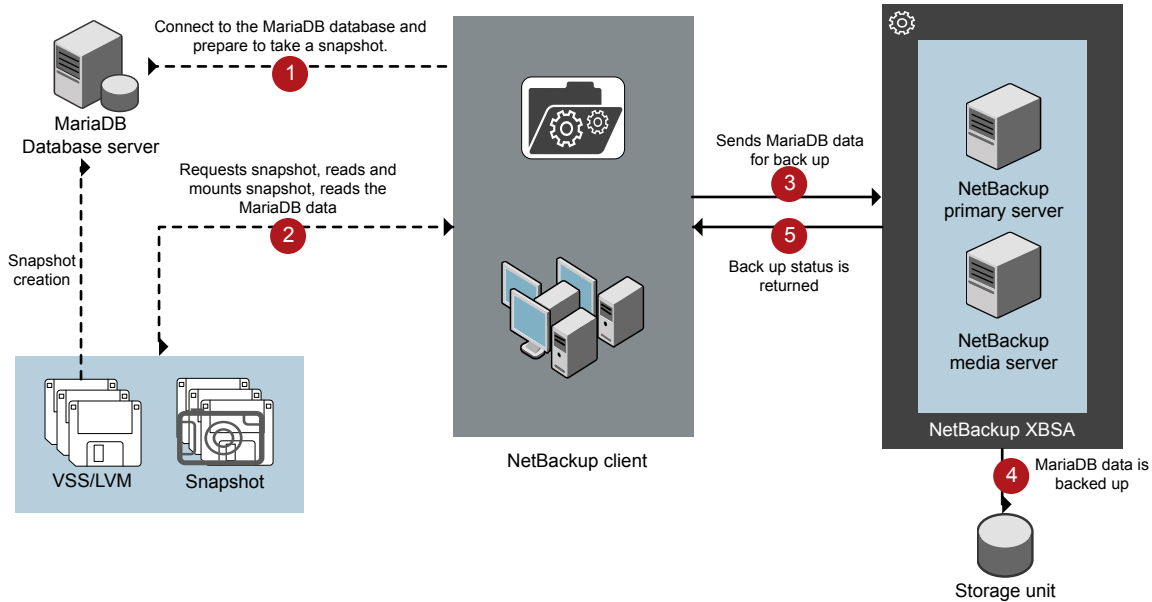 Connect to the MariaDB database and
prepare to take a snapshot.
1
MariaDB
Database server
Requests snapshot, reads and
mounts snapshot, reads the
MariaDB data
2
Snapshot
creation
VSS/LVM
Snapshot
NetBackup client
Sends MariaDB data
for back up
3
5
Back up status is
returned
NetBackup
primary server
NetBackup
media server
NetBackup XBSA
4
MariaDB data is
backed up
Storage unit